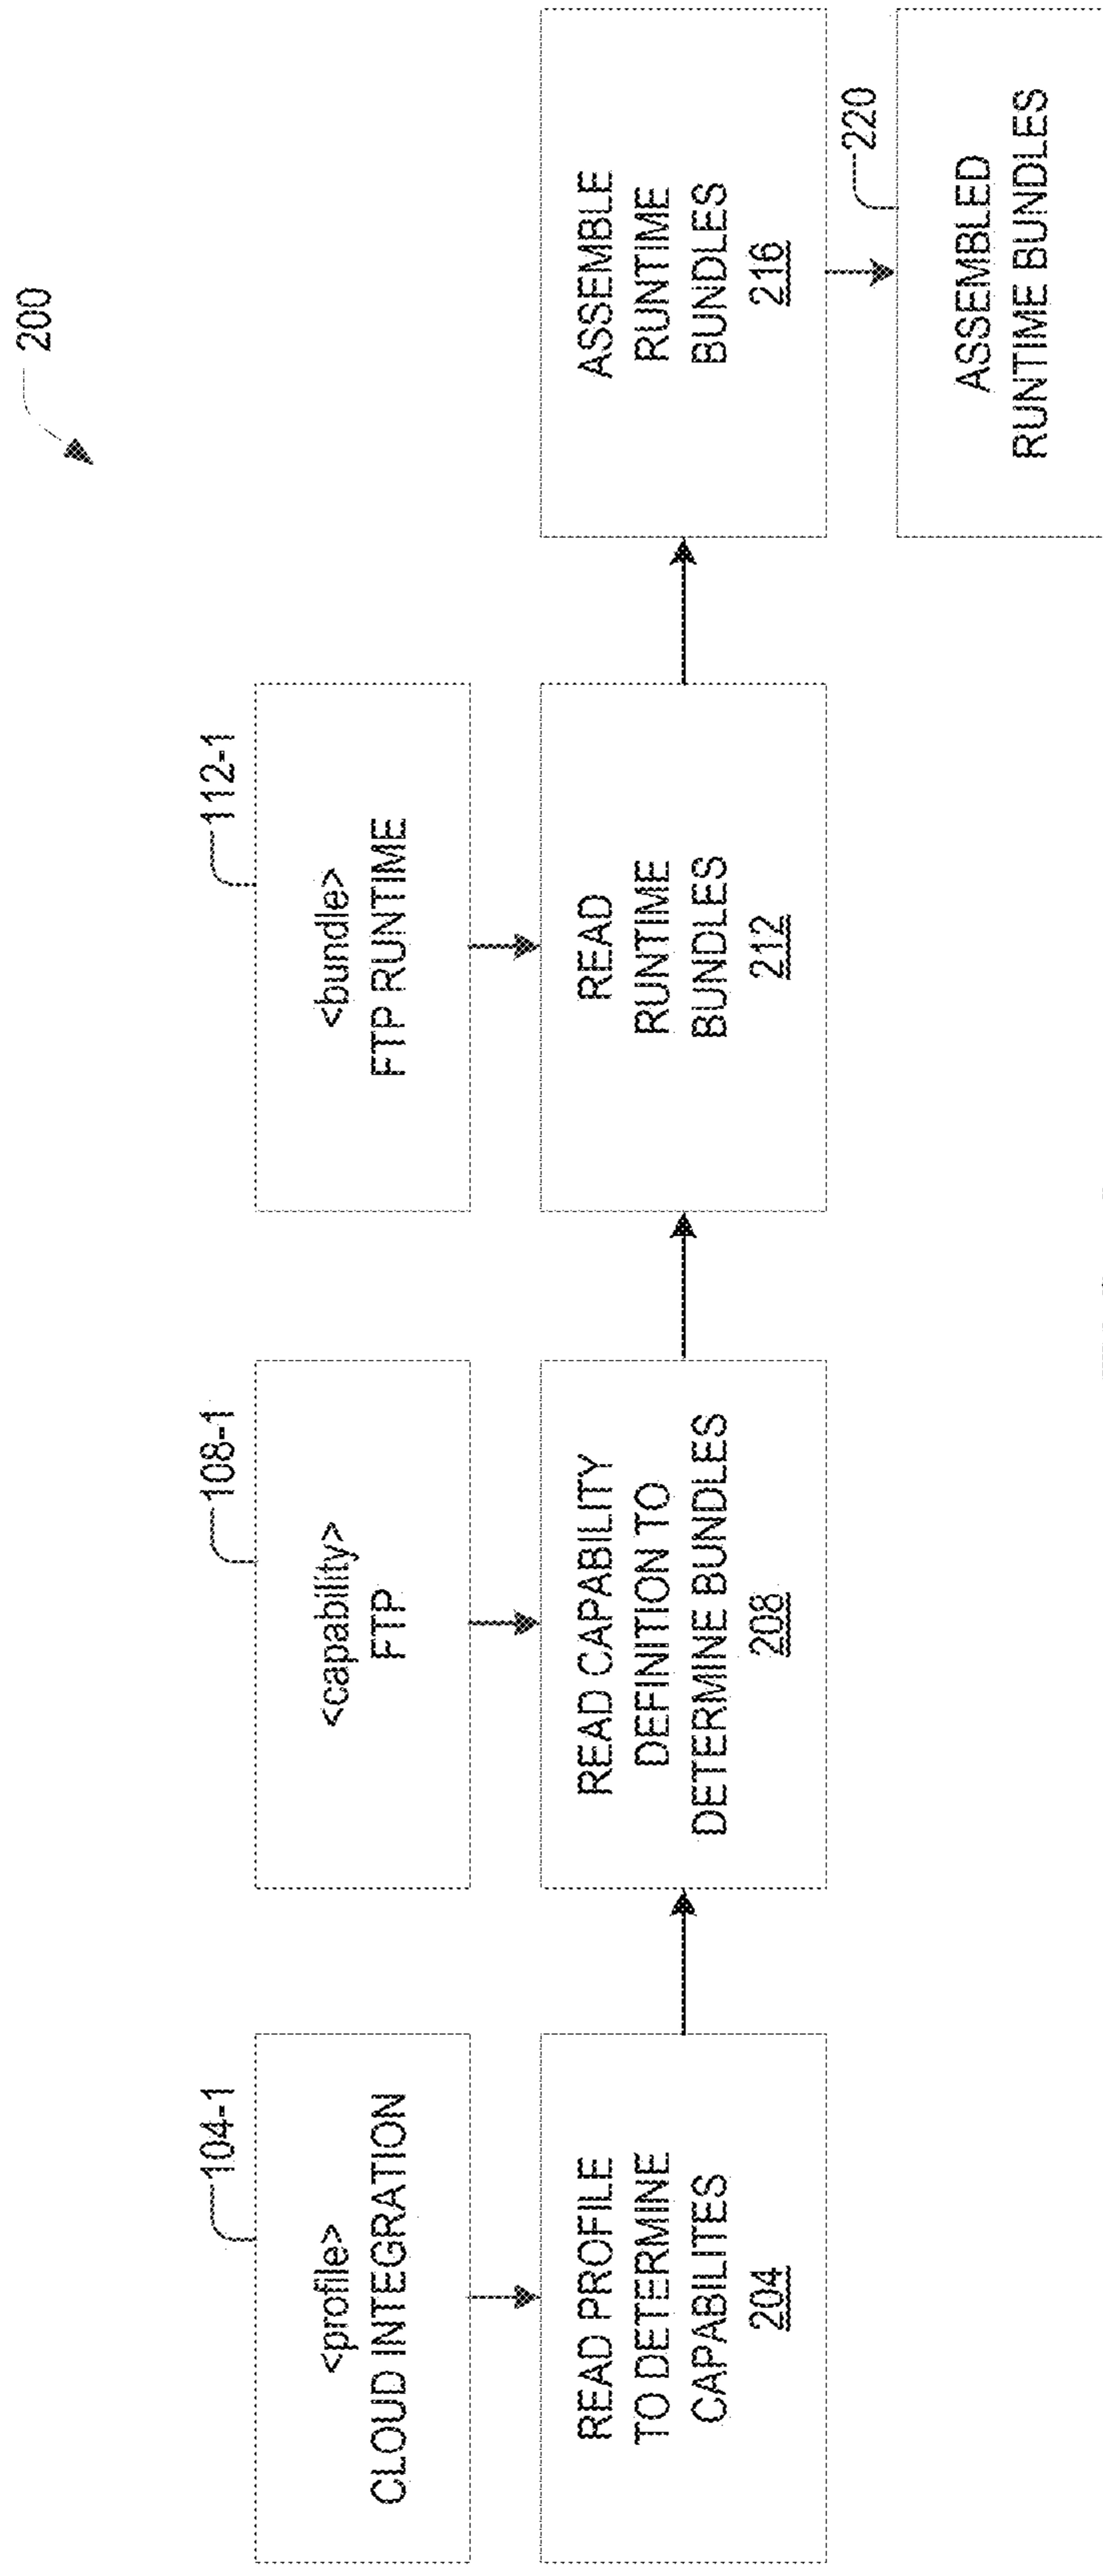 200
104-1
<profile>
CLOUD INTEGRATION
108-1
<capability>
FTP
112-1
<bundle>
FTP RUNTIME
READ PROFILE
TO DETERMINE
CAPABILITES
204
READ CAPABILITY
DEFINITION TO
DETERMINE BUNDLES
208
READ
RUNTIME
BUNDLES
212
ASSEMBLE
RUNTIME
BUNDLES
216
220
ASSEMBLED
RUNTIME BUNDLES